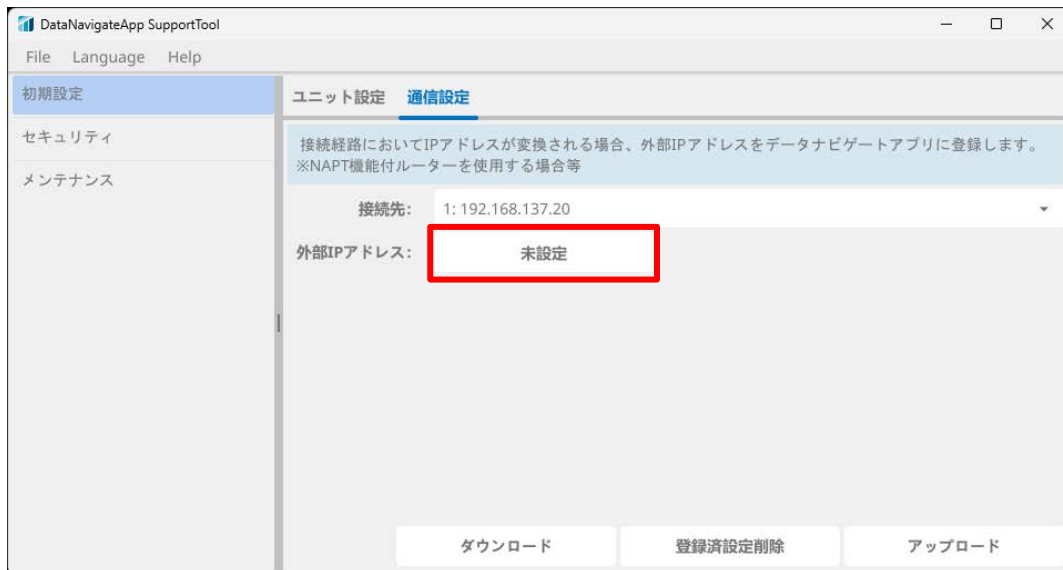 DataNavigateApp SupportTool
File Language Help
初期設定
セキュリティ
メンテナンス
ユニット設定 通信設定
接続経路においてIPアドレスが変換される場合、外部IPアドレスをデータナビゲートアプリに登録します。
※NAPT機能付ルーターを使用する場合等
接続先: 1: 192.168.137.20
外部IPアドレス: 未設定
ダウンロード 登録済設定削除 アップロード